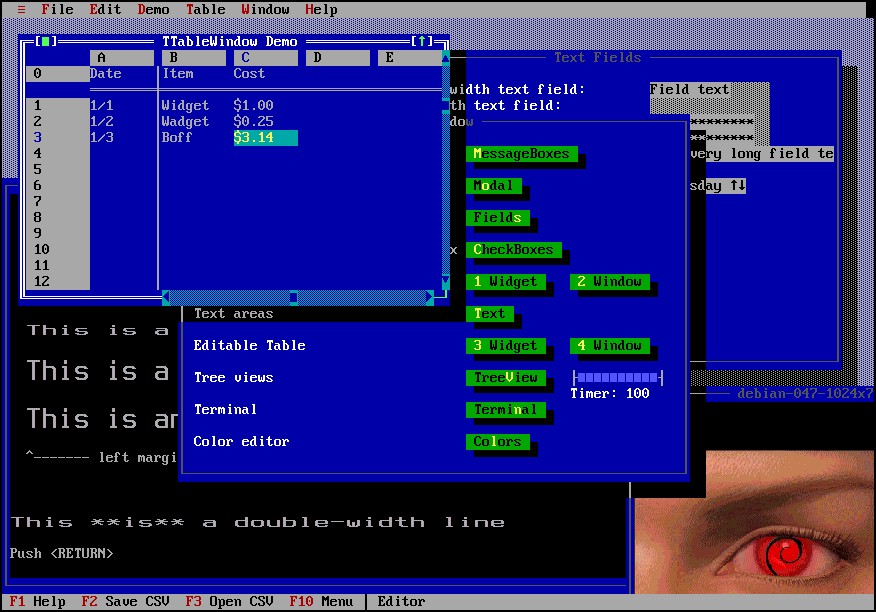 ≡ File Edit Demo Table Window Help
[■] TTableWindow Demo [↑]
A B C D E
0 Date Item Cost
1 1/1 Widget $1.00
2 1/2 Wadget $0.25
3 1/3 Boff $3.14
4
5
6
7
8
9
10
11
12
Text Fields
width text field: Field text
th text field:
********
dow ********
very long field te
sday ↑↓
MessageBoxes
Modal
Fields
x CheckBoxes
1 Widget 2 Window
Text areas Text
Editable Table 3 Widget 4 Window
Tree views TreeView
Timer: 100
Terminal Terminal
Color editor Colors
debian-047-1024x7
This is a
This is a
This is an
^------- left margi
This **is** a double-width line
Push <RETURN>
F1 Help F2 Save CSV F3 Open CSV F10 Menu │ Editor